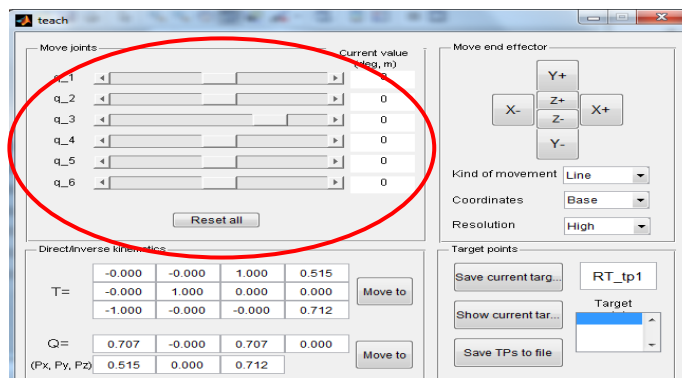 teach
Move joints
Current value
(deg, m)
q_1 0
q_2 0
q_3 0
q_4 0
q_5 0
q_6 0
Reset all
Move end effector
Y+
X- Z+ X+
Z-
Y-
Kind of movement Line
Coordinates Base
Resolution High
Direct/Inverse kinematics
T=
-0.000 -0.000 1.000 0.515
-0.000 1.000 0.000 0.000
-1.000 -0.000 -0.000 0.712
Move to
Q= 0.707 -0.000 0.707 0.000
(Px, Py, Pz) 0.515 0.000 0.712
Move to
Target points
Save current targ... RT_tp1
Target
Show current tar...
Save TPs to file